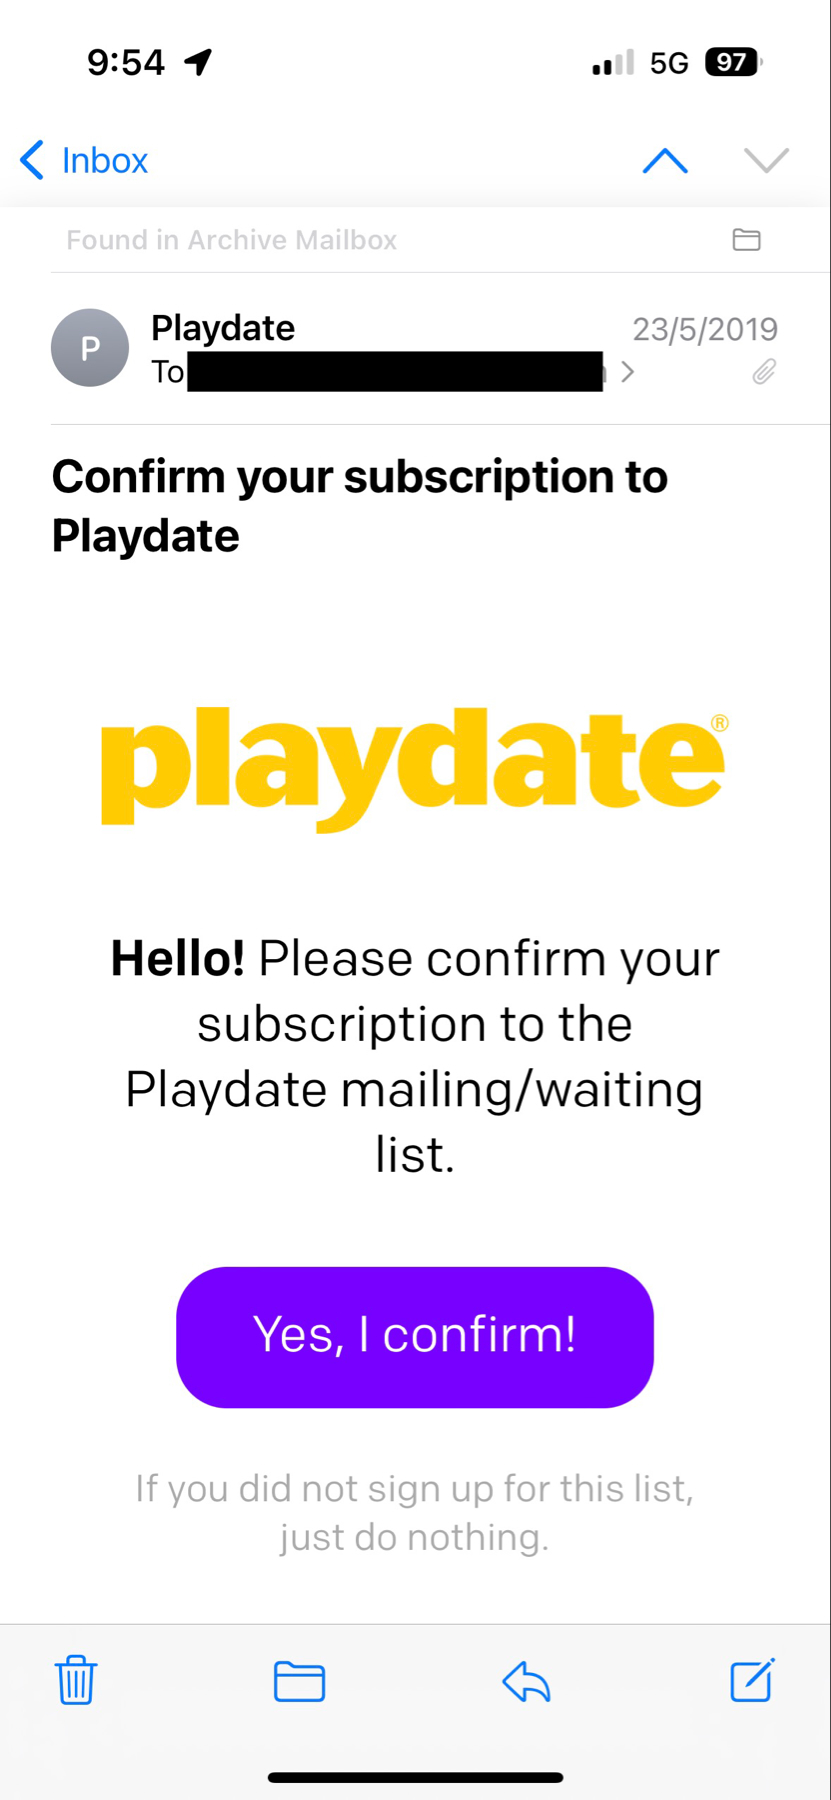 9:54 5G 97
Inbox
Found in Archive Mailbox
P Playdate 23/5/2019
To
Confirm your subscription to
Playdate
playdate®
Hello! Please confirm your
subscription to the
Playdate mailing/waiting
list.
Yes, I confirm!
If you did not sign up for this list,
just do nothing.